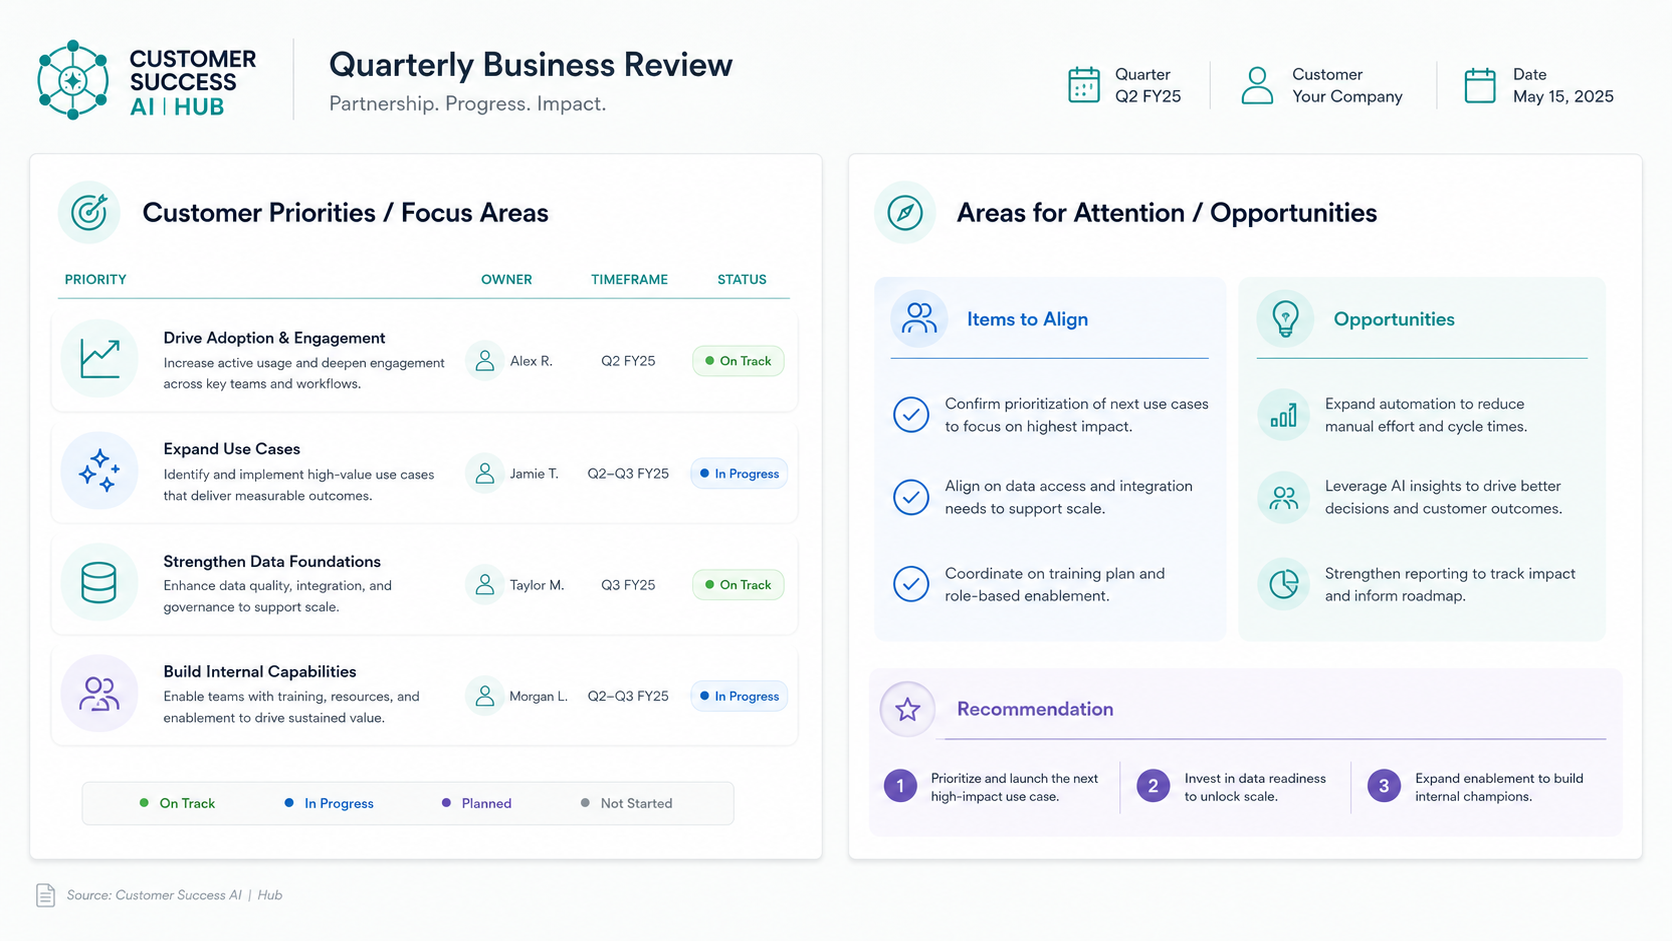 CUSTOMER
SUCCESS
AI | HUB
Quarterly Business Review
Partnership. Progress. Impact.
Quarter
Q2 FY25
Customer
Your Company
Date
May 15, 2025
Customer Priorities / Focus Areas
PRIORITY OWNER TIMEFRAME STATUS
Drive Adoption & Engagement
Increase active usage and deepen engagement
across key teams and workflows.
Alex R. Q2 FY25 On Track
Expand Use Cases
Identify and implement high-value use cases
that deliver measurable outcomes.
Jamie T. Q2–Q3 FY25 In Progress
Strengthen Data Foundations
Enhance data quality, integration, and
governance to support scale.
Taylor M. Q3 FY25 On Track
Build Internal Capabilities
Enable teams with training, resources, and
enablement to drive sustained value.
Morgan L. Q2–Q3 FY25 In Progress
On Track In Progress Planned Not Started
Areas for Attention / Opportunities
Items to Align
Confirm prioritization of next use cases
to focus on highest impact.
Align on data access and integration
needs to support scale.
Coordinate on training plan and
role-based enablement.
Opportunities
Expand automation to reduce
manual effort and cycle times.
Leverage AI insights to drive better
decisions and customer outcomes.
Strengthen reporting to track impact
and inform roadmap.
Recommendation
1 Prioritize and launch the next
high-impact use case.
2 Invest in data readiness
to unlock scale.
3 Expand enablement to build
internal champions.
Source: Customer Success AI | Hub